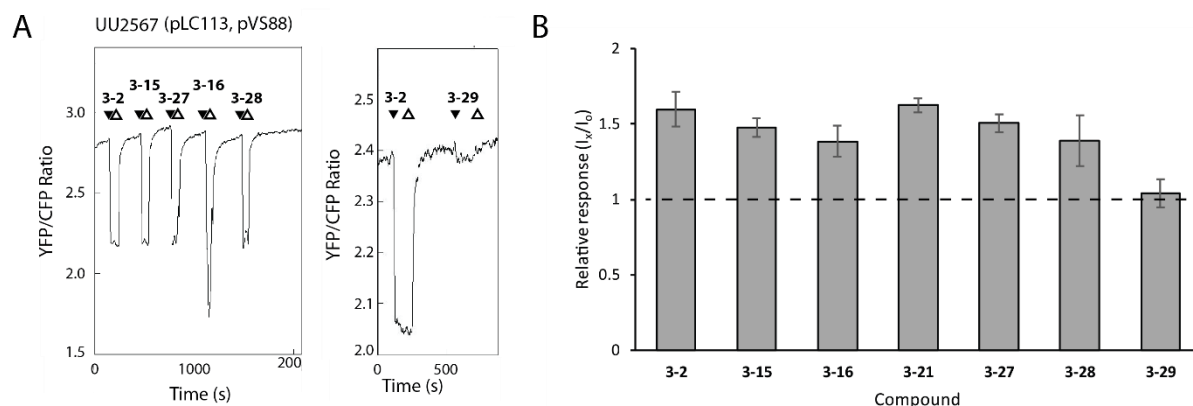 A
UU2567 (pLC113, pVS88)
3-2
3-15
3-27
3-16
3-28
YFP/CFP Ratio
3.0
2.5
2.0
1.5
0
1000
200
Time (s)
3-2
3-29
YFP/CFP Ratio
2.5
2.4
2.3
2.2
2.1
2.0
0
500
Time (s)
B
Relative response (Iₓ/Iₒ)
2
1.5
1
0.5
0
3-2 3-15 3-16 3-21 3-27 3-28 3-29
Compound